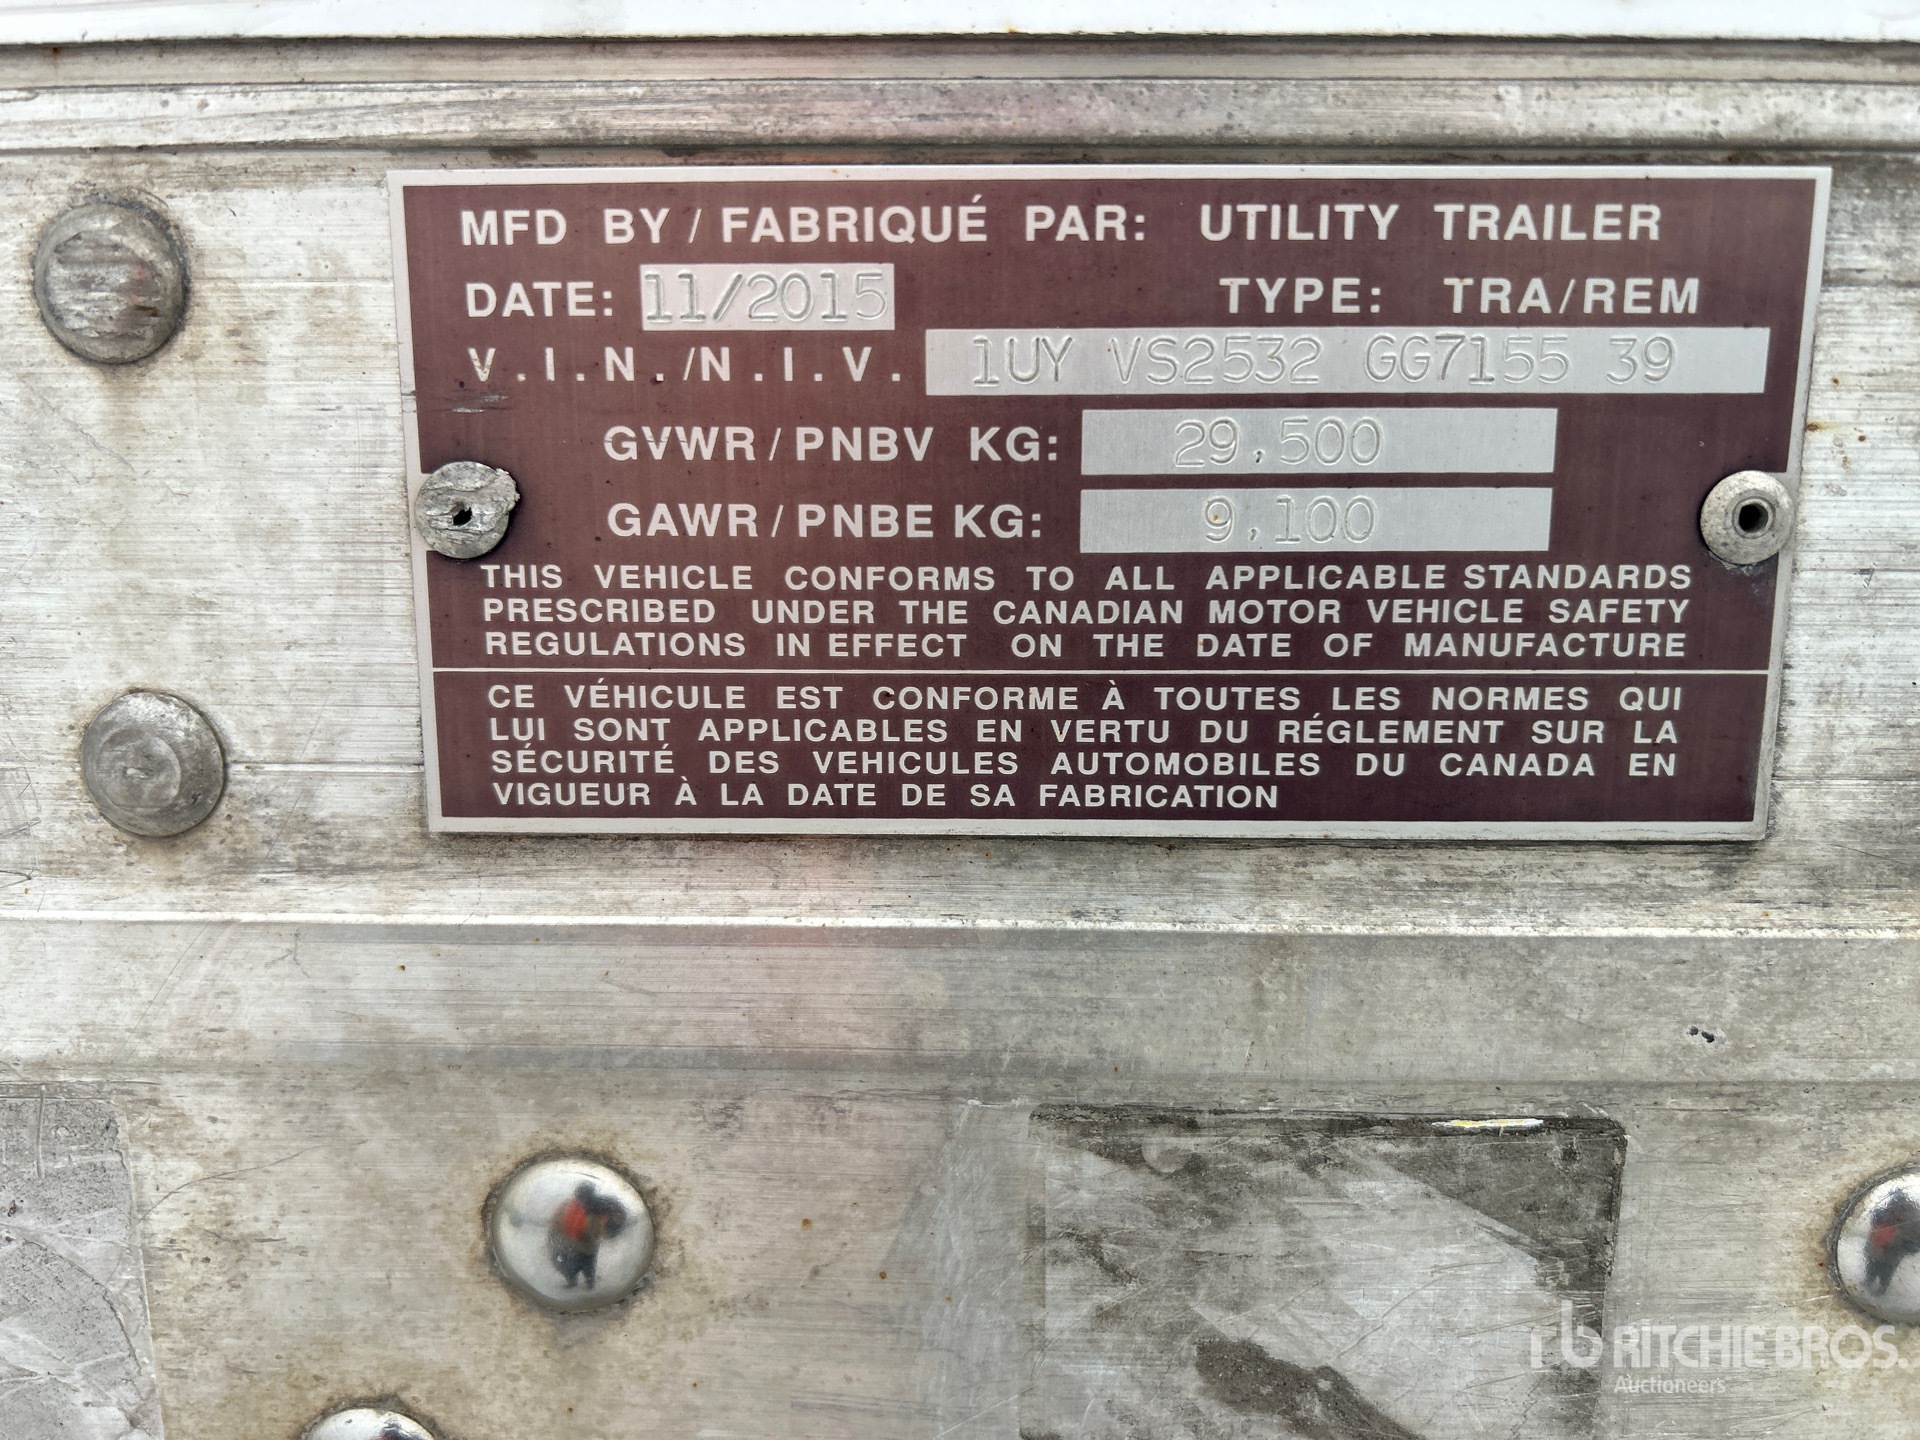 MFD BY / FABRIQUÉ PAR: UTILITY TRAILER
DATE: 11/2015 TYPE: TRA/REM
V.I.N./N.I.V. 1UY VS2532 GG7155 39
GVWR / PNBV KG: 29,500
GAWR / PNBE KG: 9,100
THIS VEHICLE CONFORMS TO ALL APPLICABLE STANDARDS
PRESCRIBED UNDER THE CANADIAN MOTOR VEHICLE SAFETY
REGULATIONS IN EFFECT ON THE DATE OF MANUFACTURE
CE VÉHICULE EST CONFORME À TOUTES LES NORMES QUI
LUI SONT APPLICABLES EN VERTU DU RÉGLEMENT SUR LA
SÉCURITÉ DES VEHICULES AUTOMOBILES DU CANADA EN
VIGUEUR À LA DATE DE SA FABRICATION
rb RITCHIE BROS.
Auctioneers